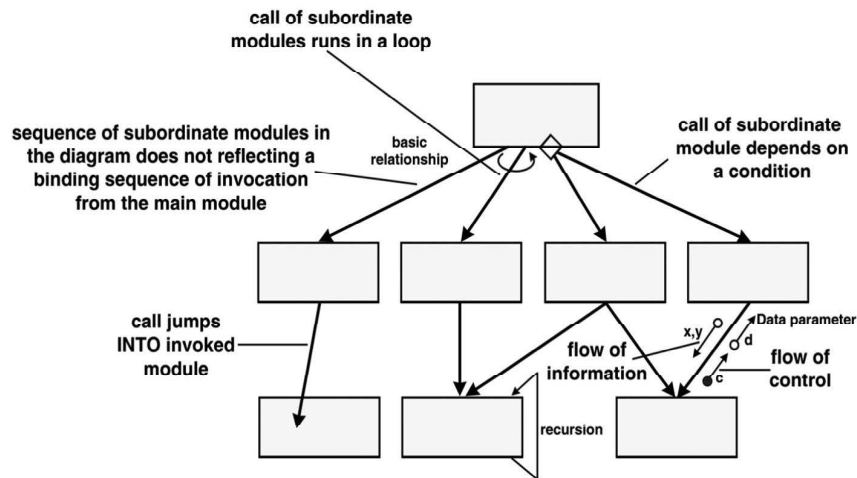 call of subordinate
modules runs in a loop
sequence of subordinate modules in
the diagram does not reflecting a
binding sequence of invocation
from the main module
basic
relationship
call of subordinate
module depends on
a condition
call jumps
INTO invoked
module
flow of
information
x,y
Data parameter
d
c
flow of
control
recursion